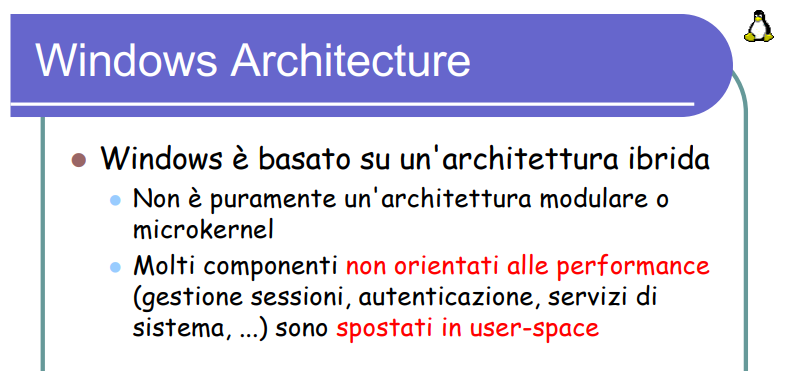 Windows Architecture
Windows è basato su un'architettura ibrida
Non è puramente un'architettura modulare o
microkernel
Molti componenti non orientati alle performance
(gestione sessioni, autenticazione, servizi di
sistema, ...) sono spostati in user-space